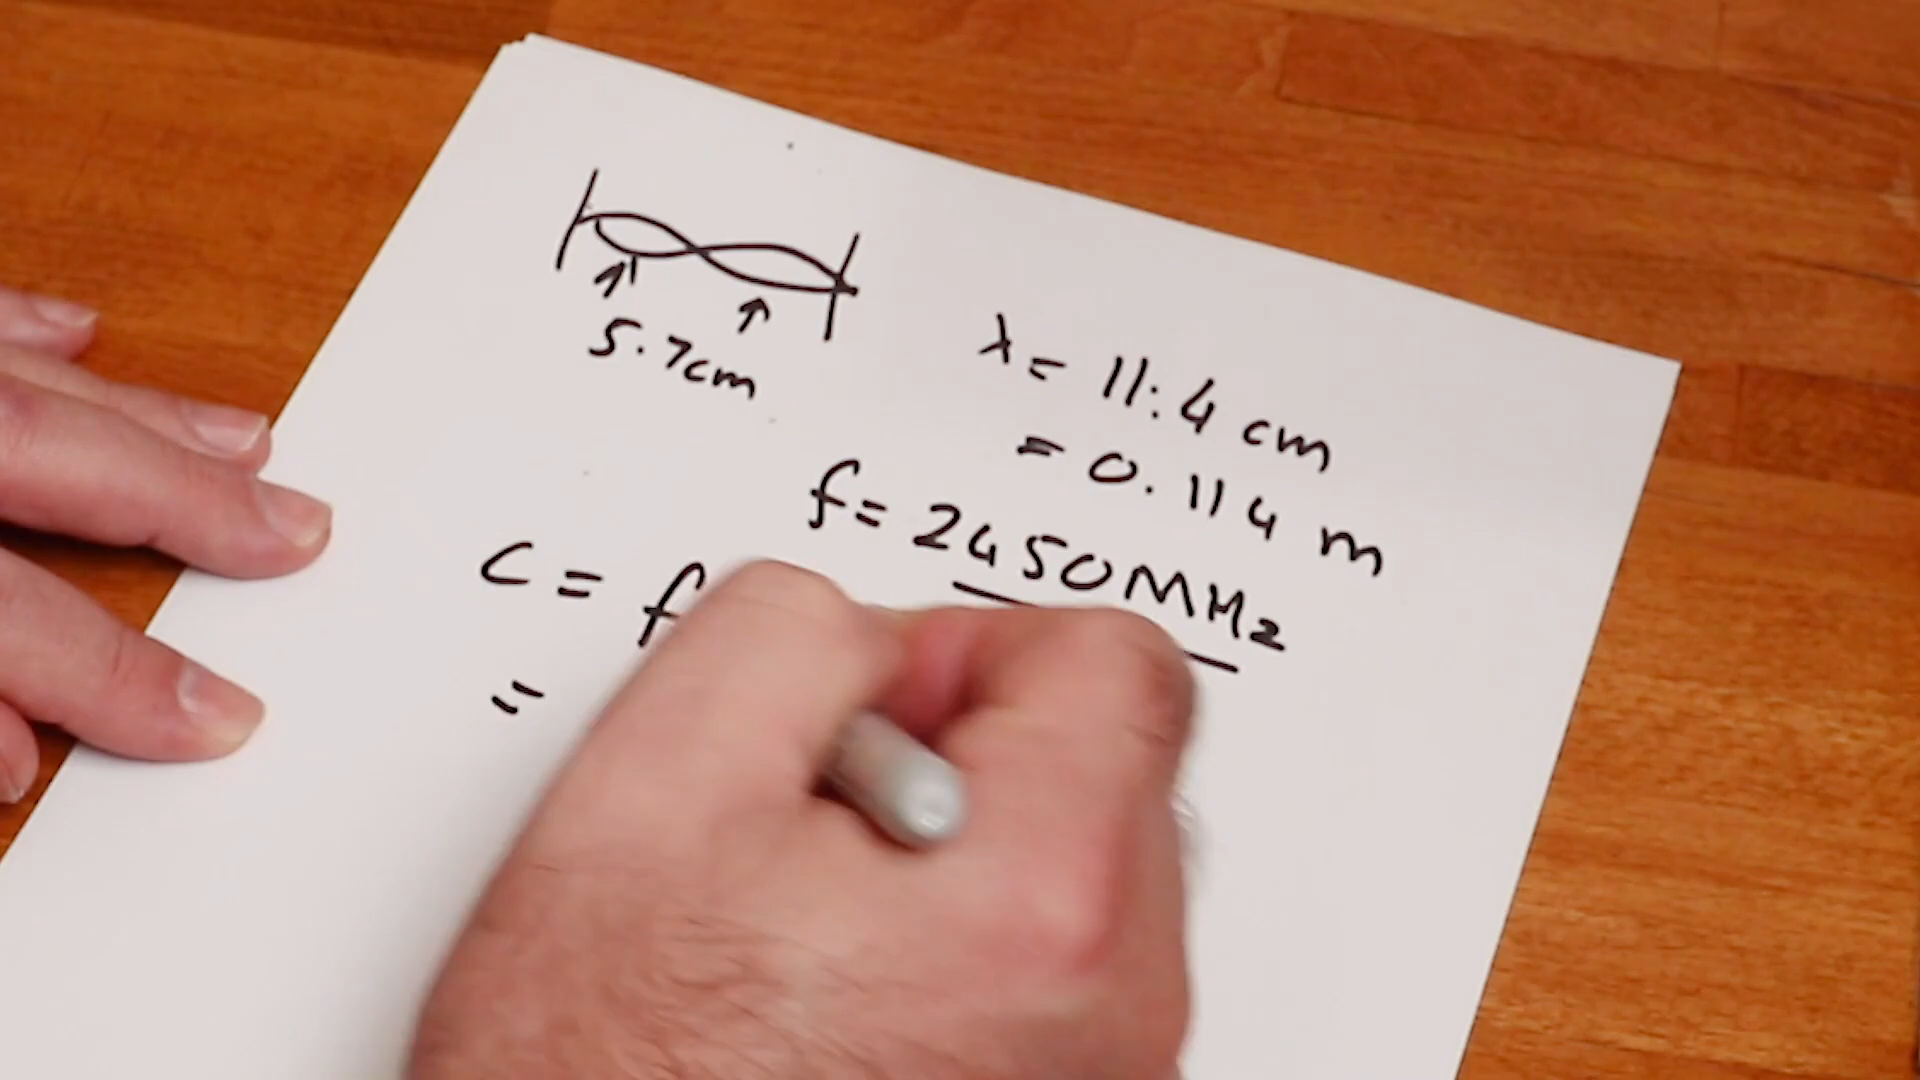 5.7cm
λ = 11.4 cm
= 0.114 m
f = 2450MHz
c = f
=